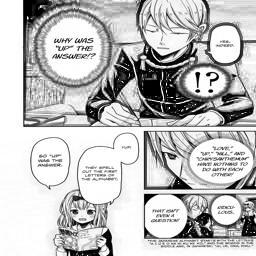 WHY WAS
"UP" THE
ANSWER!?
YES,
INDEED.
!?
YUP!
SO "UP"
WAS THE
ANSWER.
THEY SPELL
OUT THE FIRST
LETTERS OF
THE ALPHABET.
"LOVE,"
"UP," "HILL," AND
"CHRYSANTHEMUM"
HAVE NOTHING TO
DO WITH EACH
OTHER!
THAT ISN'T
EVEN A
QUESTION!
RIDICU-
LOUS.